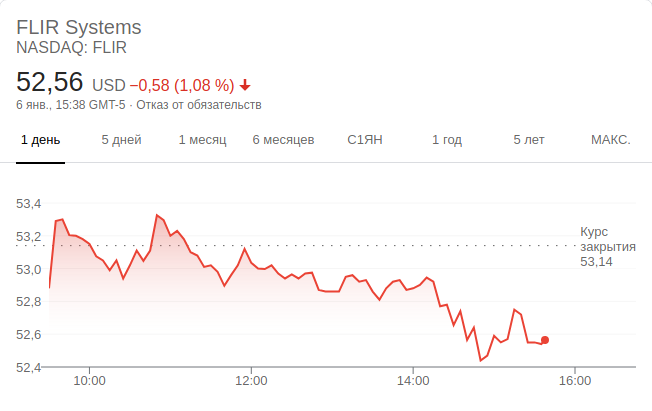 FLIR Systems
NASDAQ: FLIR
52,56 USD −0,58 (1,08 %)
6 янв., 15:38 GMT-5 · Отказ от обязательств
1 день 5 дней 1 месяц 6 месяцев С1ЯН 1 год 5 лет МАКС.
53,4
53,2
53,0
52,8
52,6
52,4
Курс
закрытия
53,14
10:00 12:00 14:00 16:00